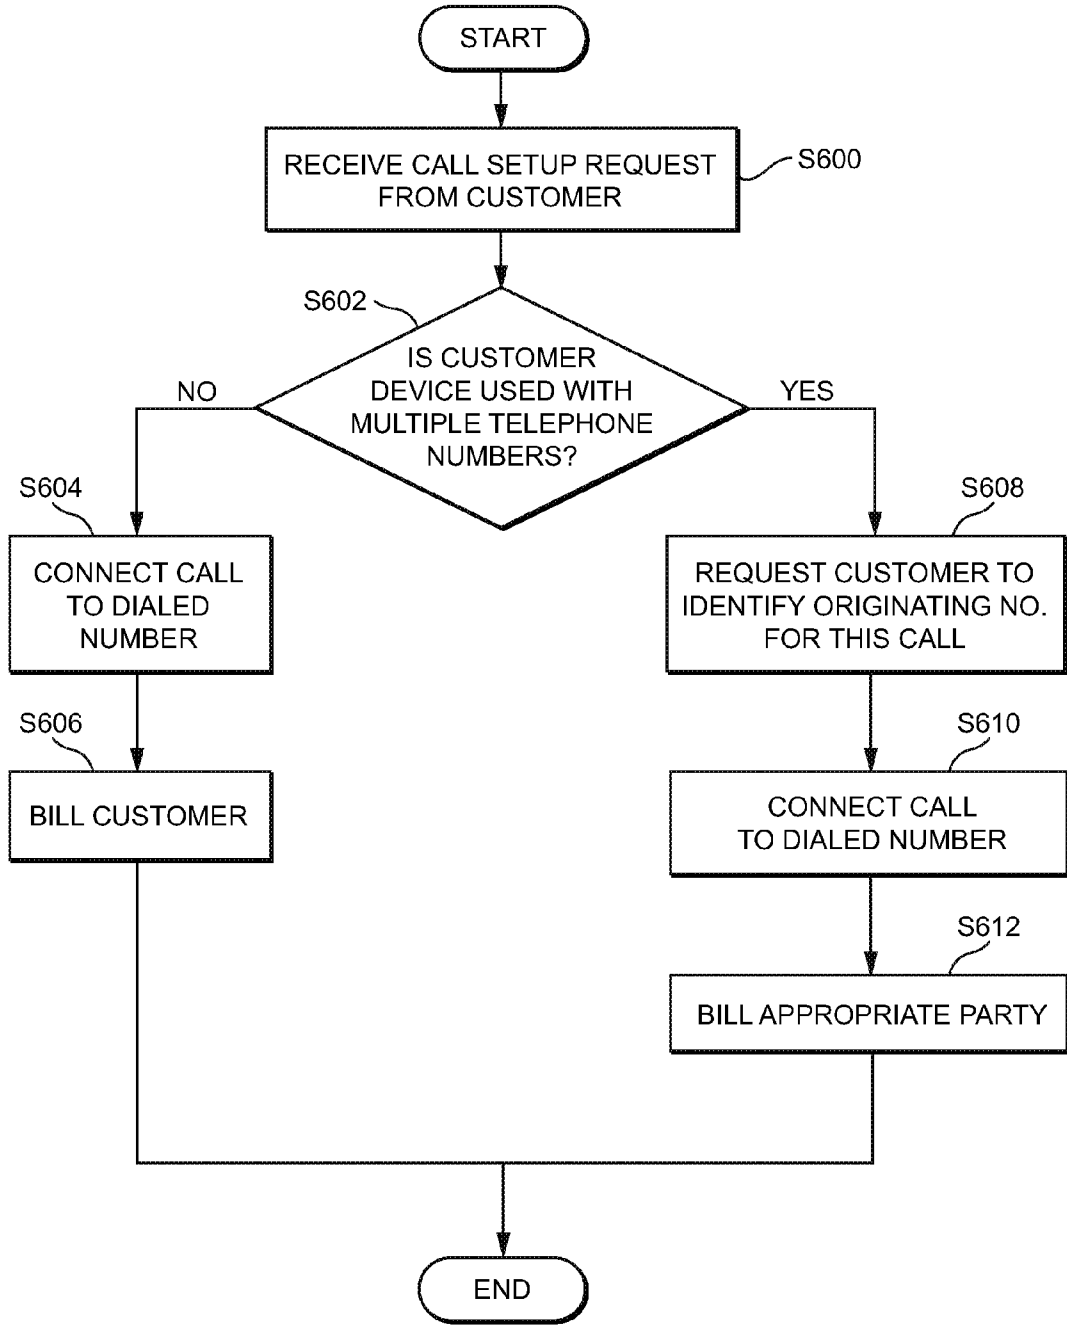 START
RECEIVE CALL SETUP REQUEST
FROM CUSTOMER
S600
S602
IS CUSTOMER
DEVICE USED WITH
MULTIPLE TELEPHONE
NUMBERS?
NO
YES
S604
CONNECT CALL
TO DIALED
NUMBER
S606
BILL CUSTOMER
S608
REQUEST CUSTOMER TO
IDENTIFY ORIGINATING NO.
FOR THIS CALL
S610
CONNECT CALL
TO DIALED NUMBER
S612
BILL APPROPRIATE PARTY
END